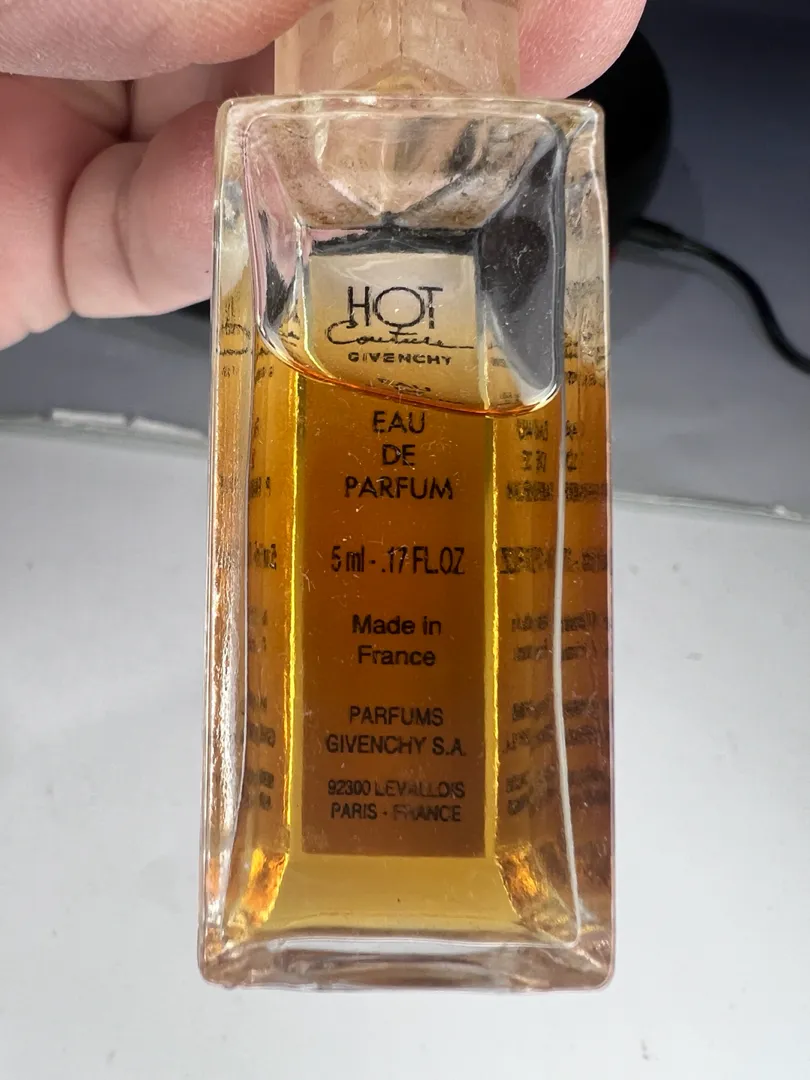 HOT
Couture
GIVENCHY
EAU
DE
PARFUM
5 ml - .17 FL.OZ
Made in
France
PARFUMS
GIVENCHY S.A.
92300 LEVALLOIS
PARIS - FRANCE